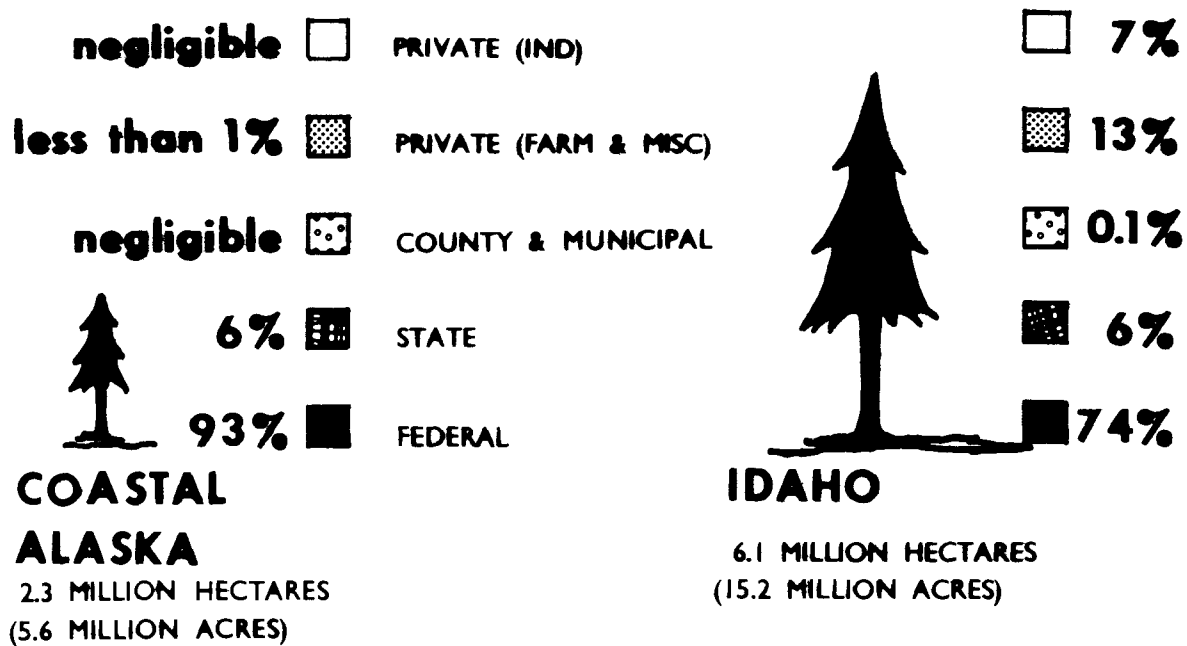 negligible PRIVATE (IND) 7%
less than 1% PRIVATE (FARM & MISC) 13%
negligible COUNTY & MUNICIPAL 0.1%
6% STATE 6%
93% FEDERAL 74%
COASTAL
ALASKA
2.3 MILLION HECTARES
(5.6 MILLION ACRES)
IDAHO
6.1 MILLION HECTARES
(15.2 MILLION ACRES)